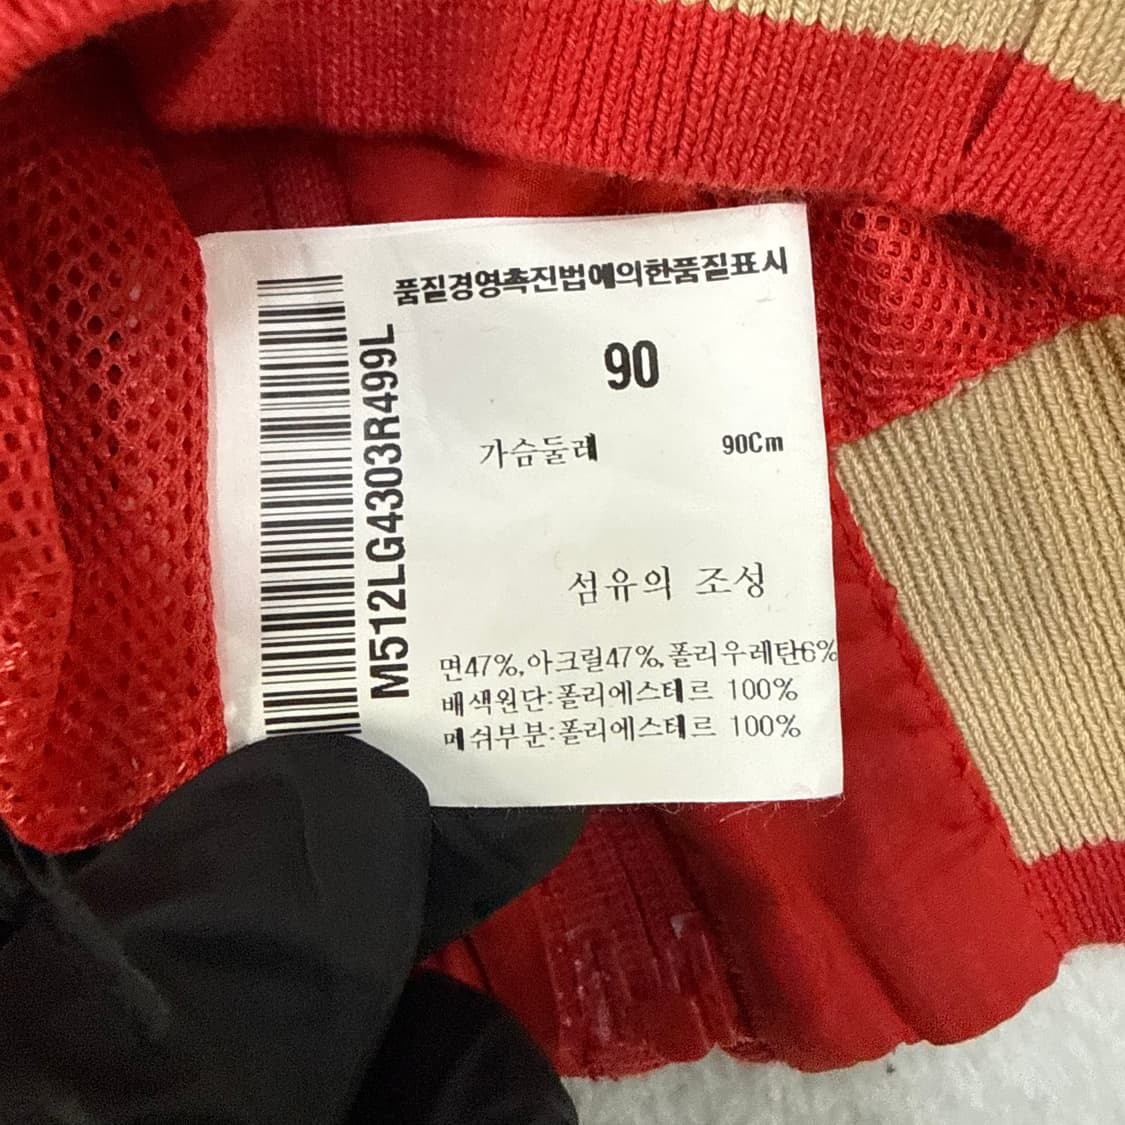 품질경영촉진법에의한품질표시
90
가슴둘레 90Cm
섬유의 조성
면47%,아크릴47%,폴리우레탄6%
배색원단:폴리에스테르 100%
메쉬부분:폴리에스테르 100%
M512LG4303R499L